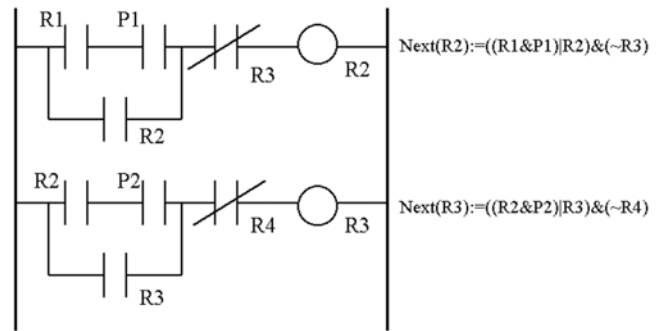 R1 P1
R3 R2 Next(R2):=((R1&P1)|R2)&(~R3)
R2
R2 P2
R4 R3 Next(R3):=((R2&P2)|R3)&(~R4)
R3